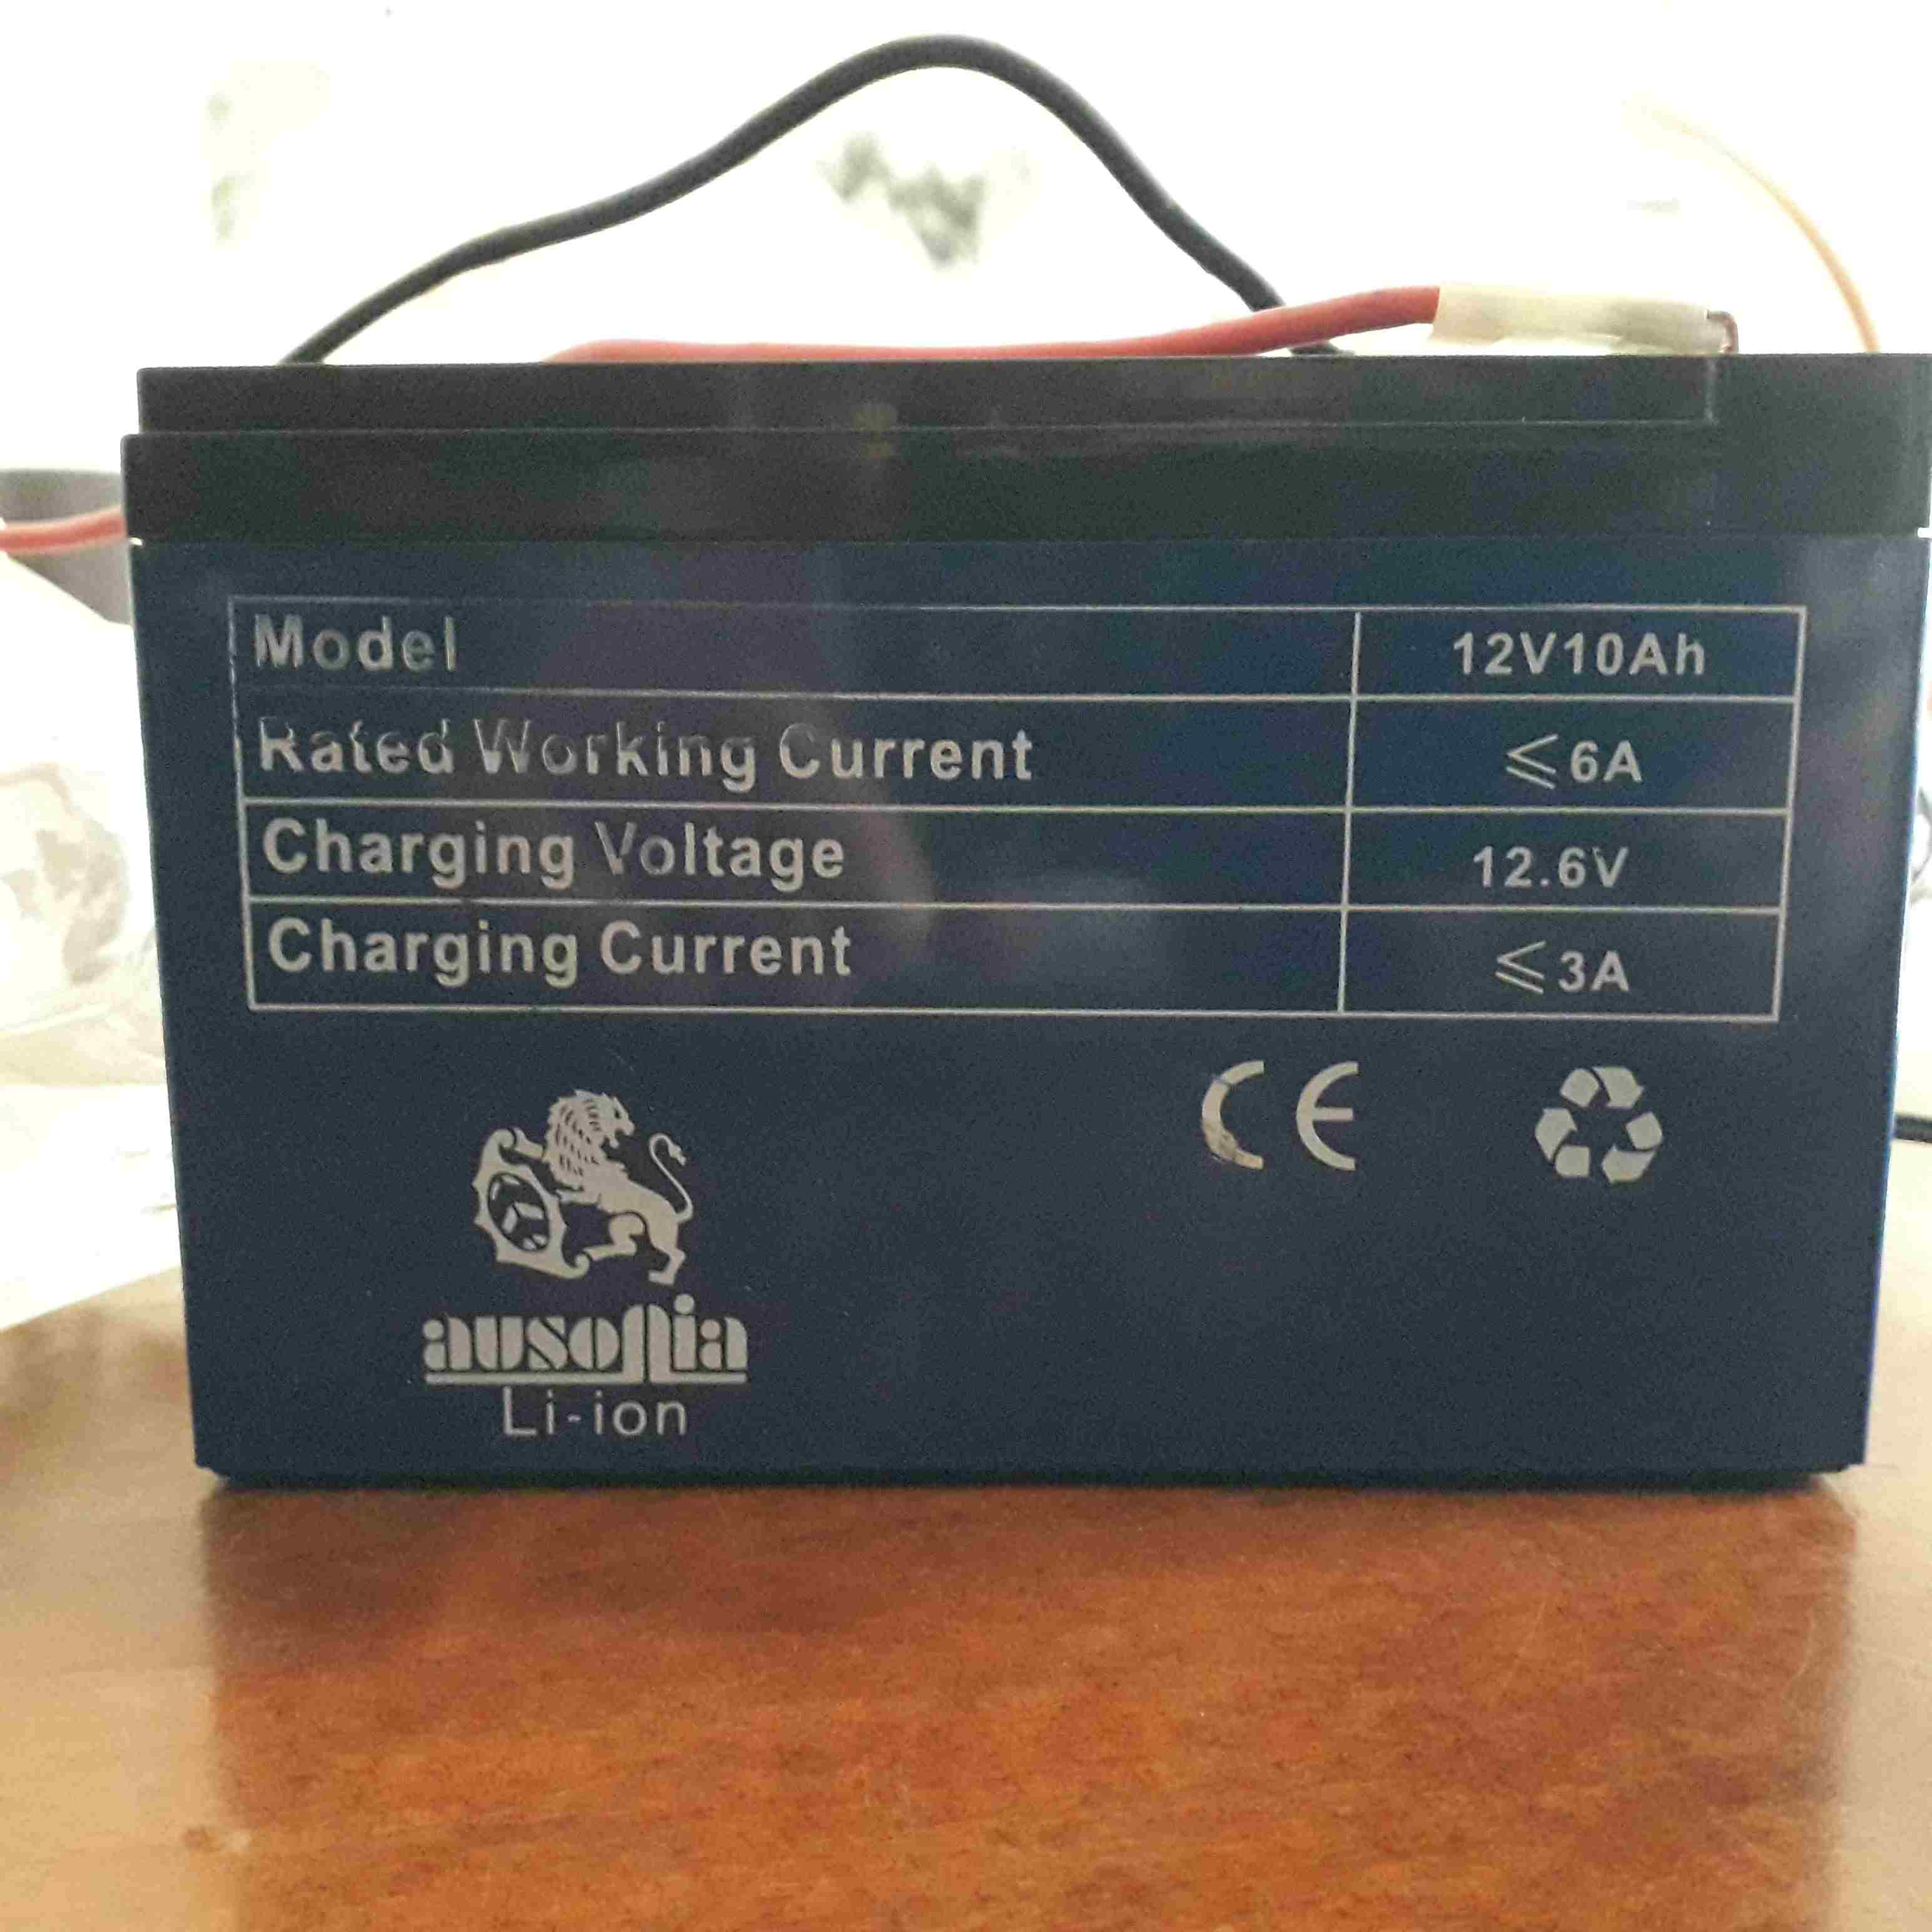 Model 12V10Ah
Rated Working Current ⩽6A
Charging Voltage 12.6V
Charging Current ⩽3A
CE
ausonia
Li-ion